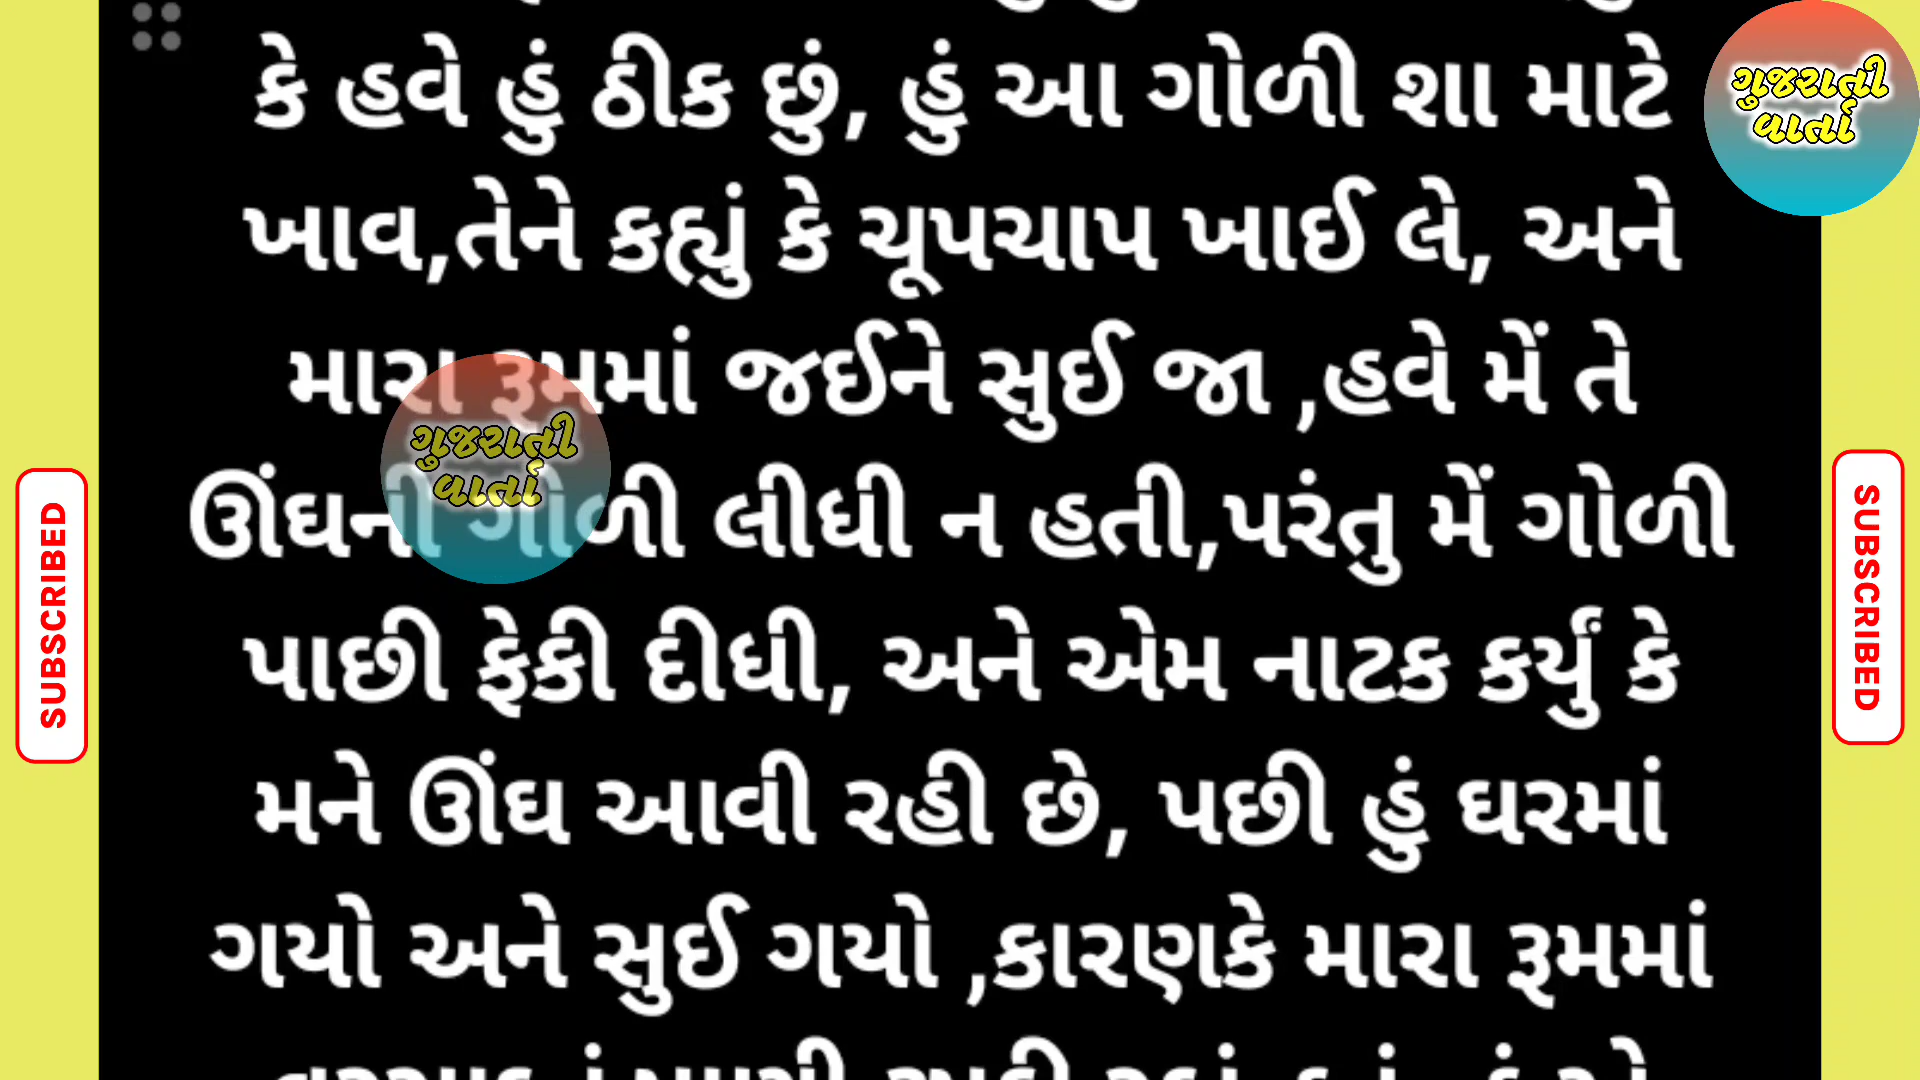 કે હવે હું ઠીક છું, હું આ ગોળી શા માટે
ખાવ,તેને કહ્યું કે ચૂપચાપ ખાઈ લે, અને
મારા રૂમમાં જઈને સુઈ જા ,હવે મેં તે
ઊંઘની ગોળી લીધી ન હતી,પરંતુ મેં ગોળી
પાછી ફેકી દીધી, અને એમ નાટક કર્યું કે
મને ઊંઘ આવી રહી છે, પછી હું ઘરમાં
ગયો અને સુઈ ગયો ,કારણકે મારા રૂમમાં
ગુજરાતી
વાર્તા
ગુજરાતી
વાર્તા
SUBSCRIBED
SUBSCRIBED